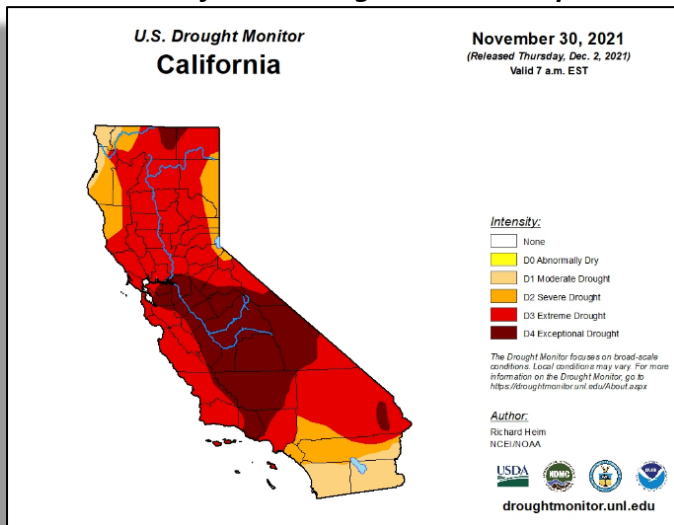 U.S. Drought Monitor
California
November 30, 2021
(Released Thursday, Dec. 2, 2021)
Valid 7 a.m. EST
Intensity:
None
D0 Abnormally Dry
D1 Moderate Drought
D2 Severe Drought
D3 Extreme Drought
D4 Exceptional Drought
The Drought Monitor focuses on broad-scale
conditions. Local conditions may vary. For more
information on the Drought Monitor, go to
https://droughtmonitor.unl.edu/About.aspx
Author:
Richard Heim
NCEI/NOAA
USDA
NDMC
droughtmonitor.unl.edu